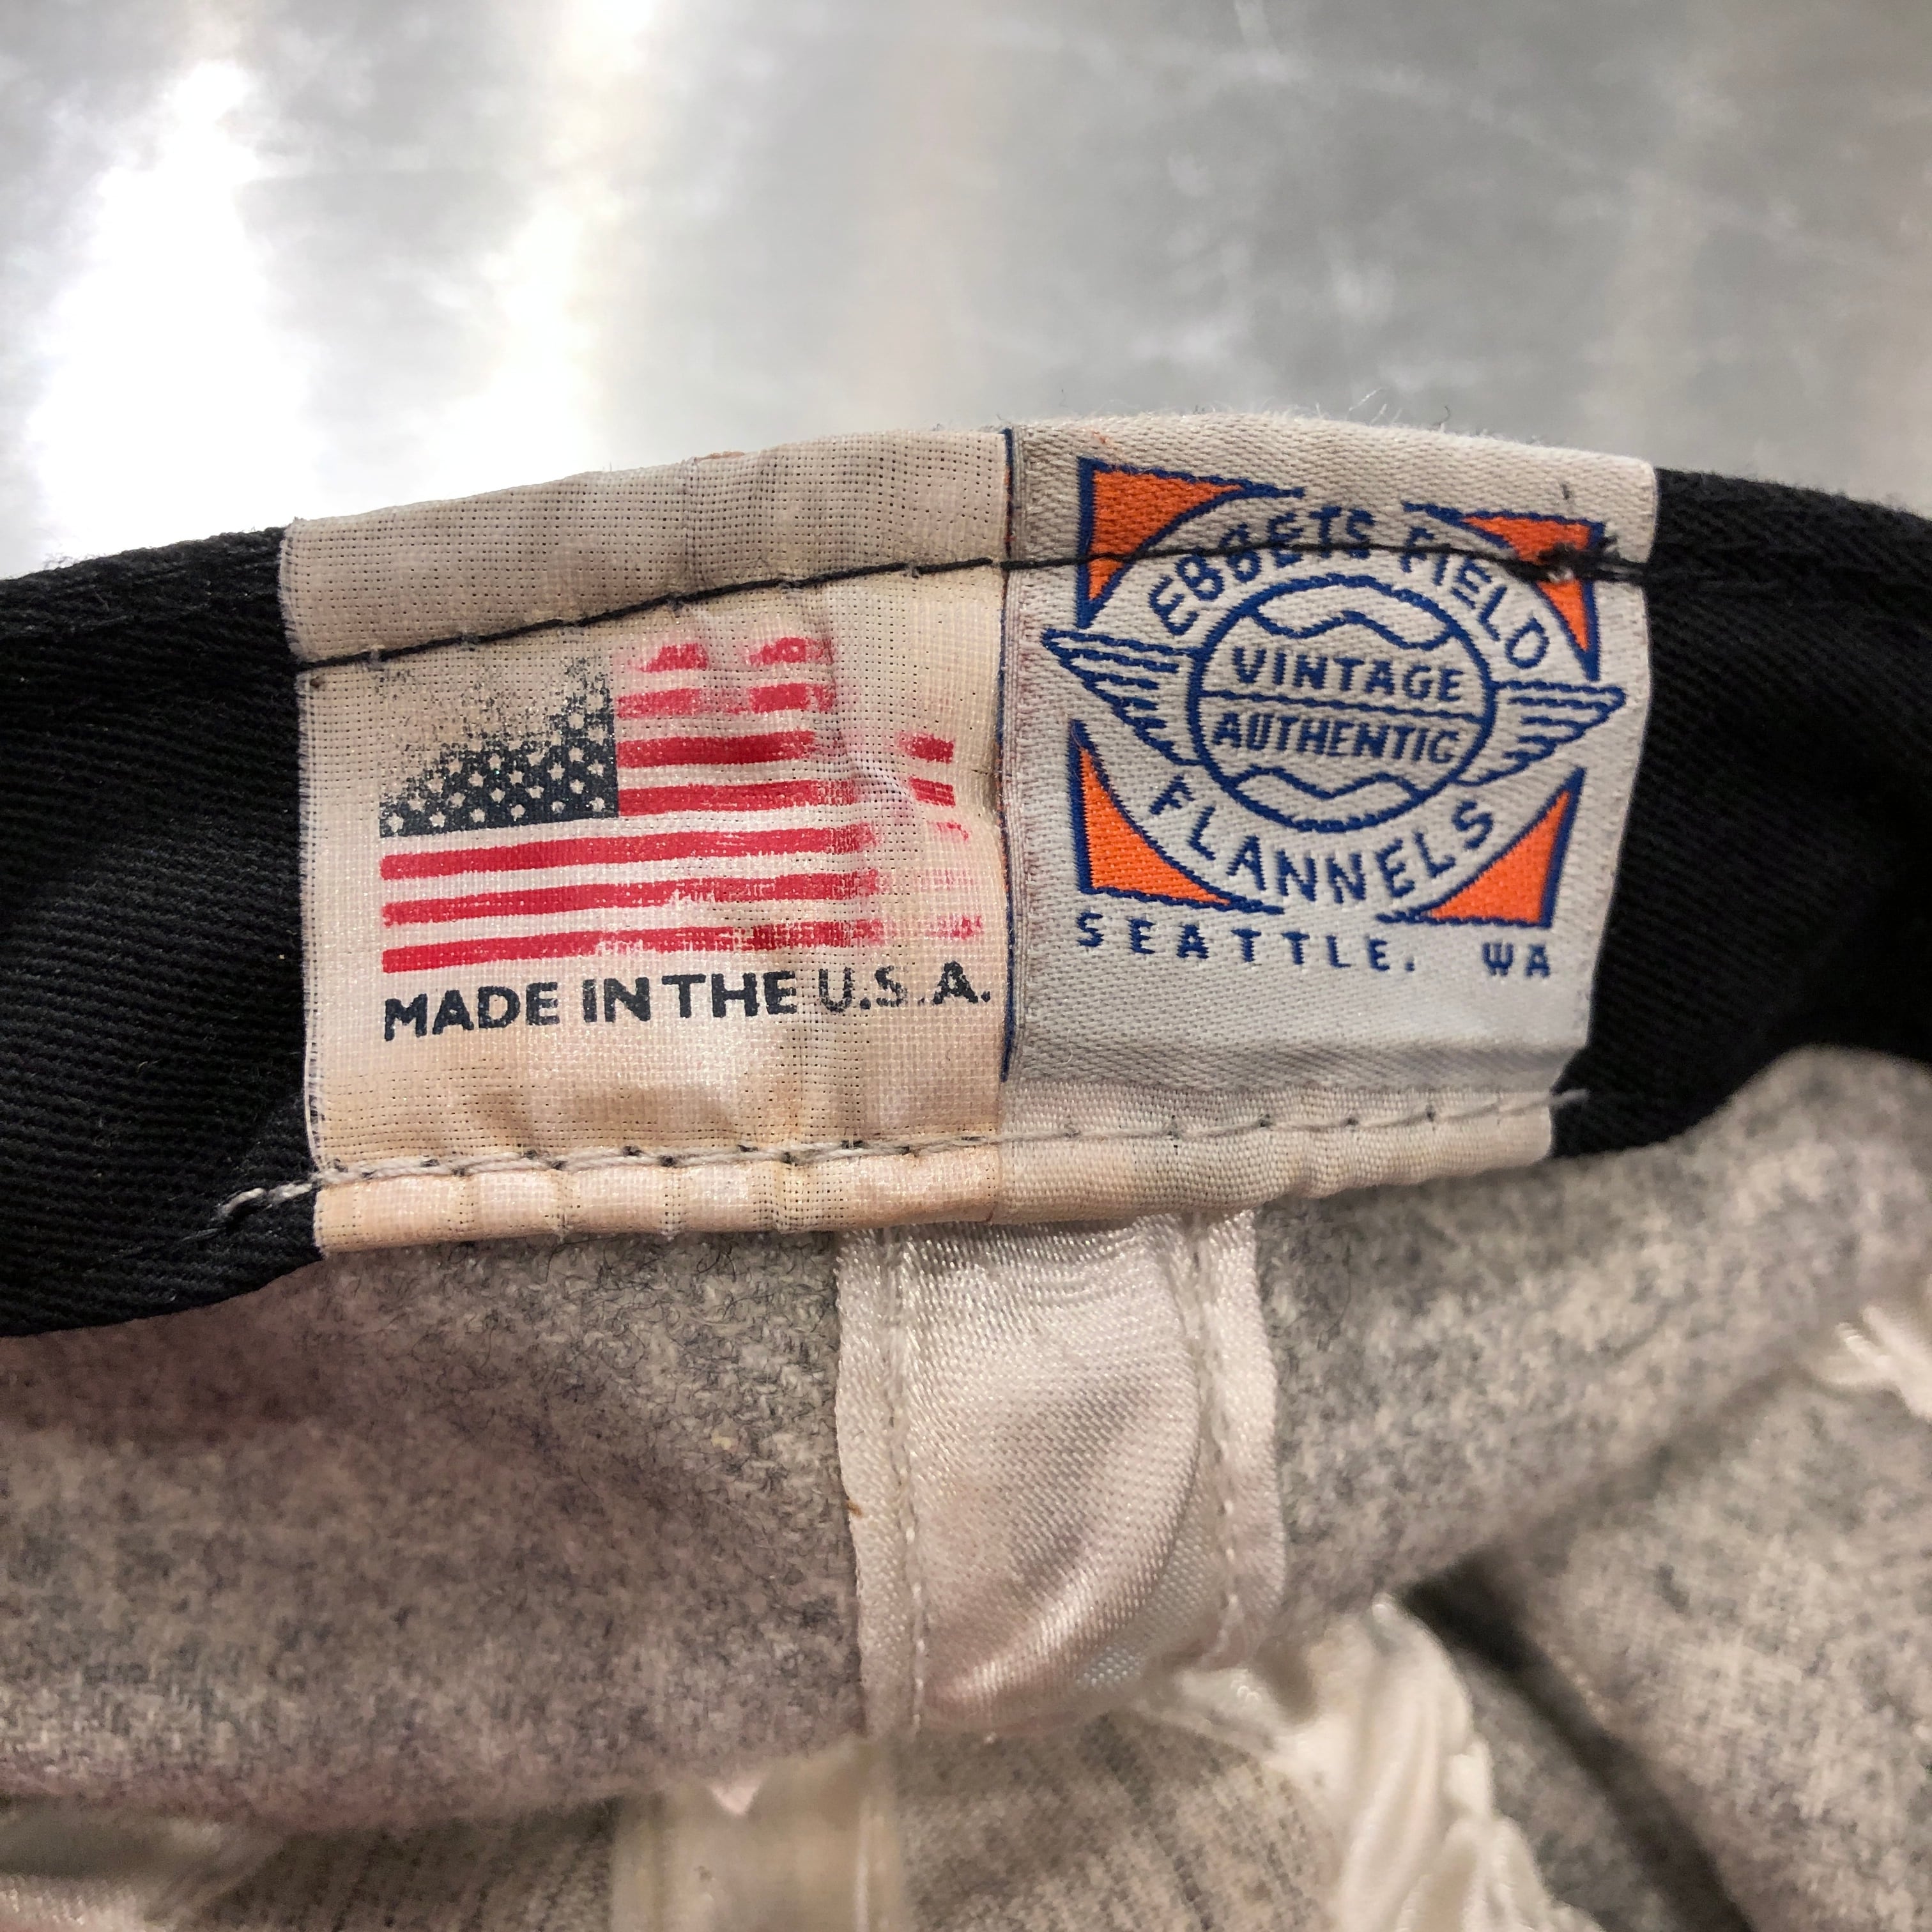 MADE IN THE U.S.A.
EBBETS FIELD
VINTAGE
AUTHENTIC
FLANNELS
SEATTLE. WA